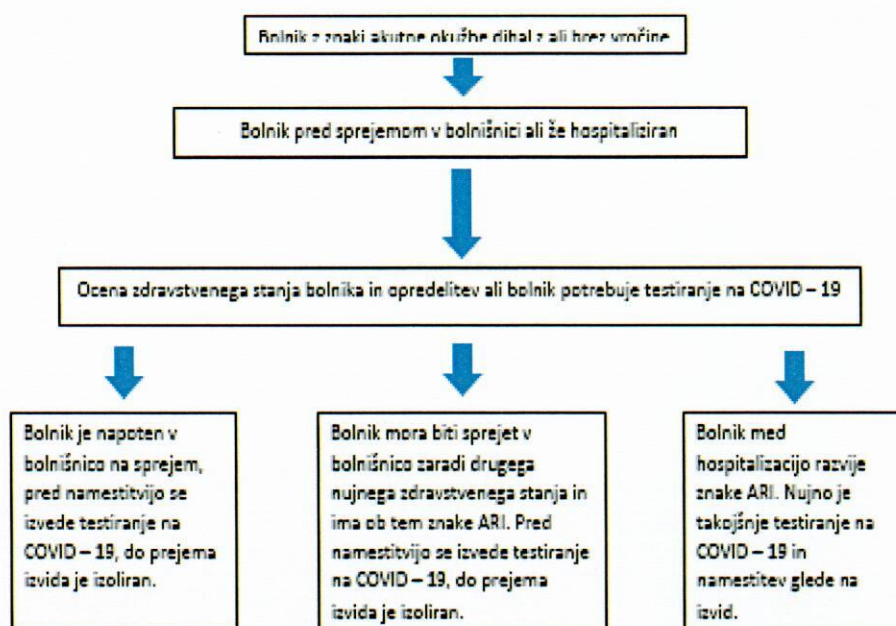 Bolnik z znaki akutne okužbe dihal z ali brez vročine
Bolnik pred sprejemom v bolnišnici ali že hospitaliziran
Ocena zdravstvenega stanja bolnika in opredelitev ali bolnik potrebuje testiranje na COVID – 19
Bolnik je napoten v
bolnišnico na sprejem,
pred namestitvijo se
izvede testiranje na
COVID – 19, do prejema
izvida je izoliran.
Bolnik mora biti sprejet v
bolnišnico zaradi drugega
nujnega zdravstvenega stanja in
ima ob tem znake ARI. Pred
namestitvijo se izvede testiranje
na COVID – 19, do prejema
izvida je izoliran.
Bolnik med
hospitalizacijo razvije
znake ARI. Nujno je
takojšnje testiranje na
COVID – 19 in
namestitev glede na
izvid.